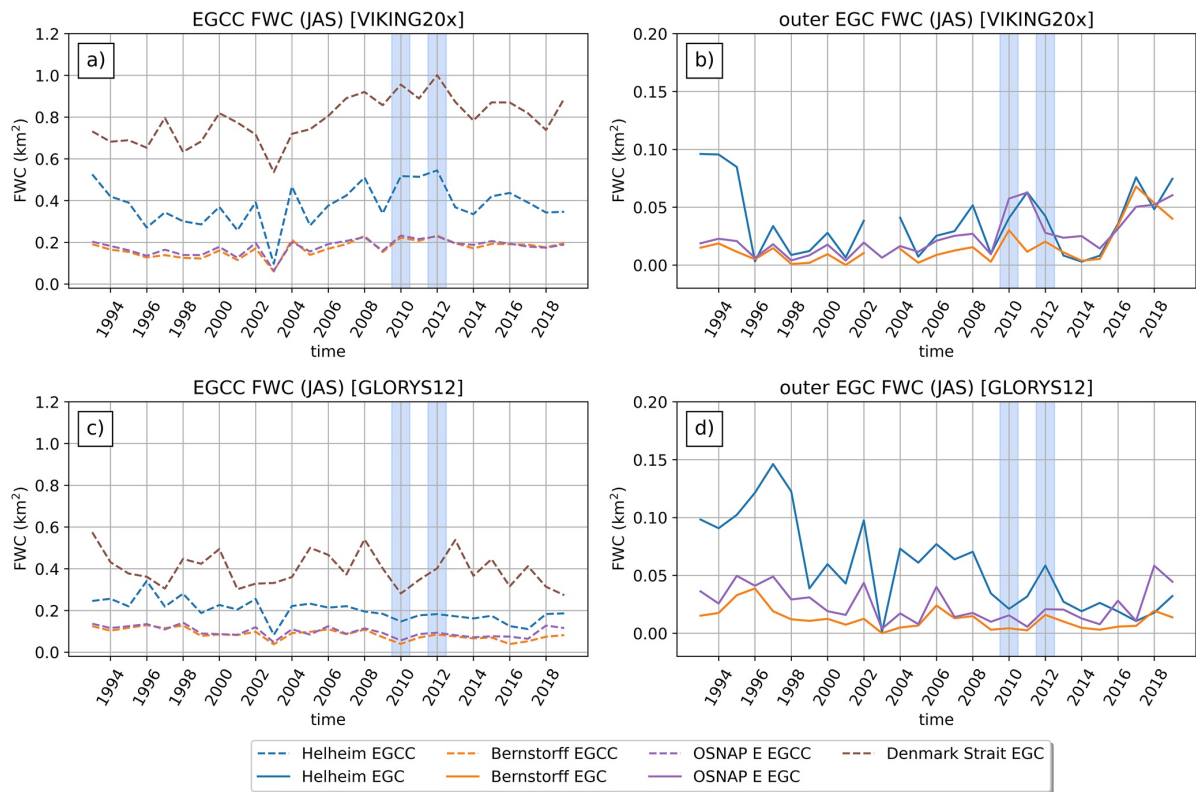 EGCC FWC (JAS) [VIKING20x]
a)
FWC (km²)
1.2
1.0
0.8
0.6
0.4
0.2
0.0
1994 1996 1998 2000 2002 2004 2006 2008 2010 2012 2014 2016 2018
time
outer EGC FWC (JAS) [VIKING20x]
b)
FWC (km²)
0.20
0.15
0.10
0.05
0.00
1994 1996 1998 2000 2002 2004 2006 2008 2010 2012 2014 2016 2018
time
EGCC FWC (JAS) [GLORYS12]
c)
FWC (km²)
1.2
1.0
0.8
0.6
0.4
0.2
0.0
1994 1996 1998 2000 2002 2004 2006 2008 2010 2012 2014 2016 2018
time
outer EGC FWC (JAS) [GLORYS12]
d)
FWC (km²)
0.20
0.15
0.10
0.05
0.00
1994 1996 1998 2000 2002 2004 2006 2008 2010 2012 2014 2016 2018
time
Helheim EGCC
Helheim EGC
Bernstorff EGCC
Bernstorff EGC
OSNAP E EGCC
OSNAP E EGC
Denmark Strait EGC